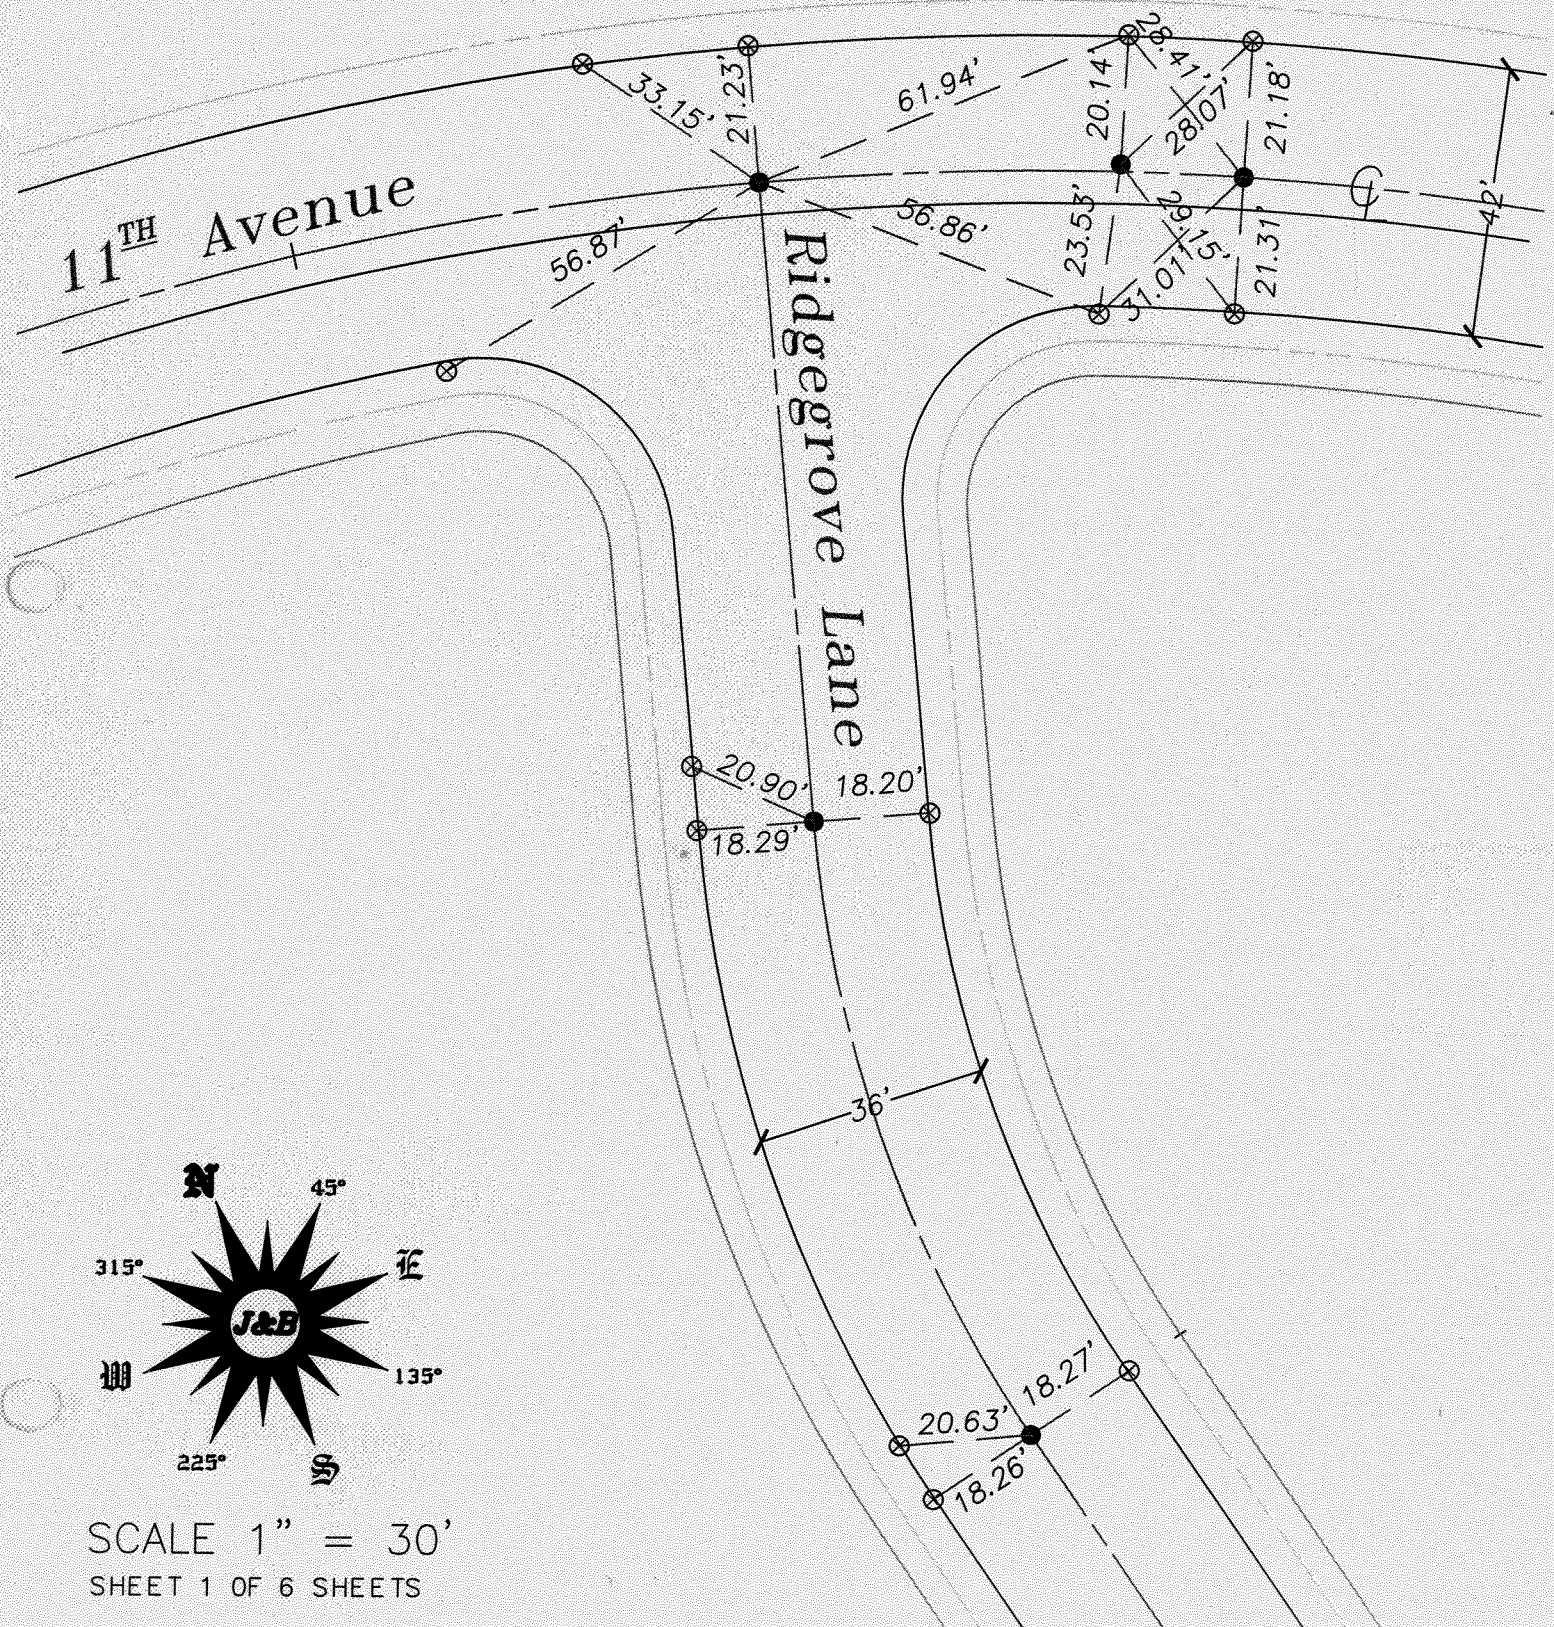 28.41'
33.15'
21.23'
61.94'
20.14'
28.07'
21.18'
11TH Avenue
56.87'
56.86'
23.53'
29.15'
31.01'
21.31'
℄
42'
Ridgegrove Lane
20.90'
18.20'
18.29'
36'
N
45°
315°
E
J&B
W
135°
225°
S
18.27'
20.63'
18.26'
SCALE 1" = 30'
SHEET 1 OF 6 SHEETS